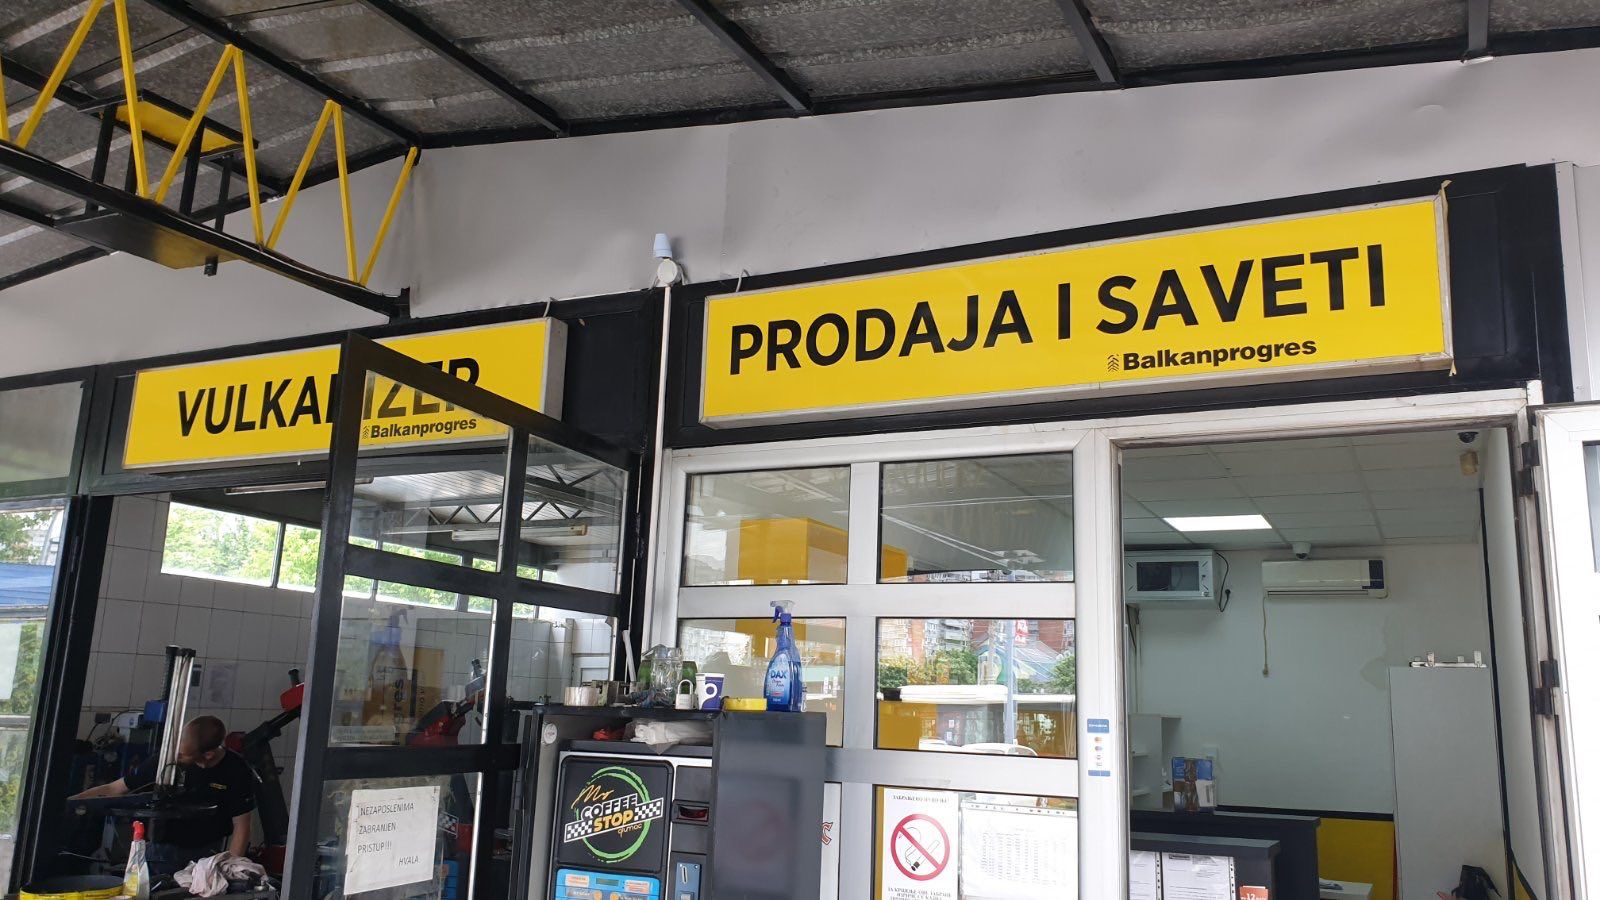 VULKANIZER
Balkanprogres
PRODAJA I SAVETI
Balkanprogres
NEZAPOSLENIMA
ZABRANJEN
PRISTUP!!!
HVALA
My
COFFEE
STOP
DAX